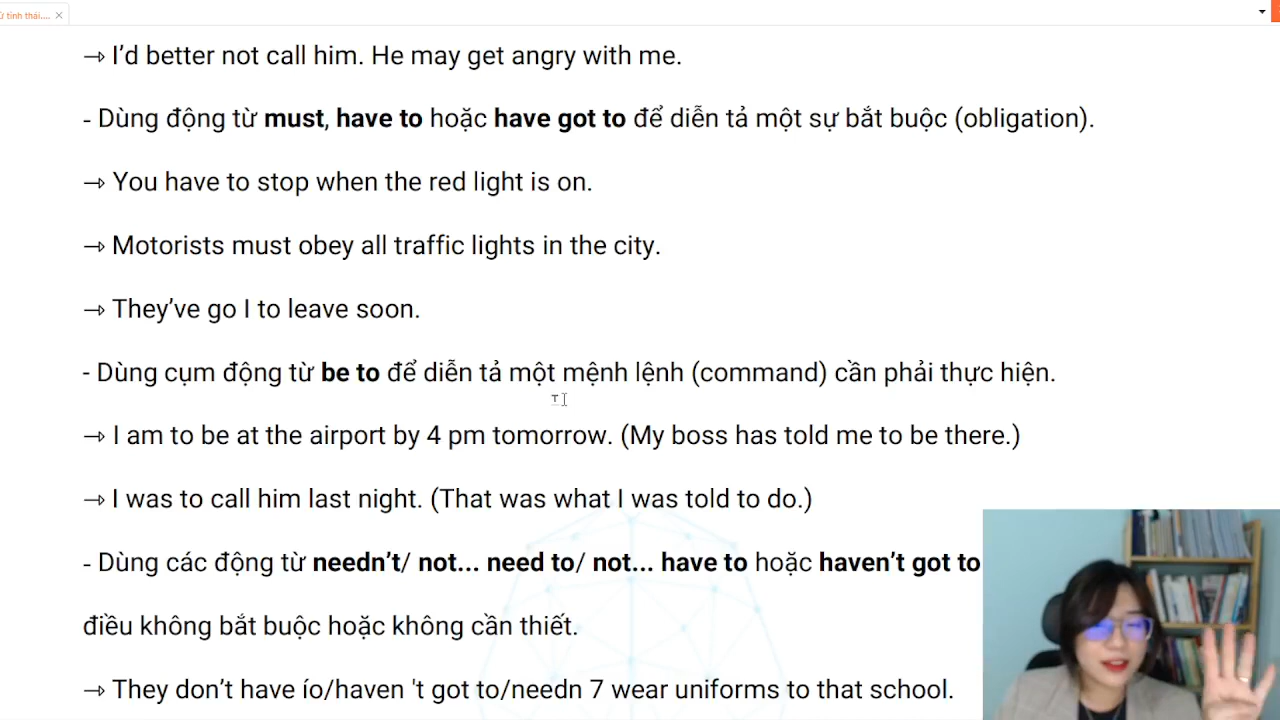 ừ tình thái....
→ I’d better not call him. He may get angry with me.
- Dùng động từ must, have to hoặc have got to để diễn tả một sự bắt buộc (obligation).
→ You have to stop when the red light is on.
→ Motorists must obey all traffic lights in the city.
→ They’ve go I to leave soon.
- Dùng cụm động từ be to để diễn tả một mệnh lệnh (command) cần phải thực hiện.
→ I am to be at the airport by 4 pm tomorrow. (My boss has told me to be there.)
→ I was to call him last night. (That was what I was told to do.)
- Dùng các động từ needn’t/ not... need to/ not... have to hoặc haven’t got to
điều không bắt buộc hoặc không cần thiết.
→ They don’t have ío/haven 't got to/needn 7 wear uniforms to that school.